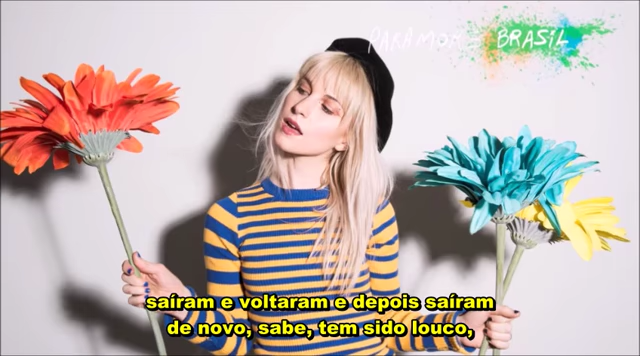 PARAMORE BRASIL
saíram e voltaram e depois saíram
de novo, sabe, tem sido louco,